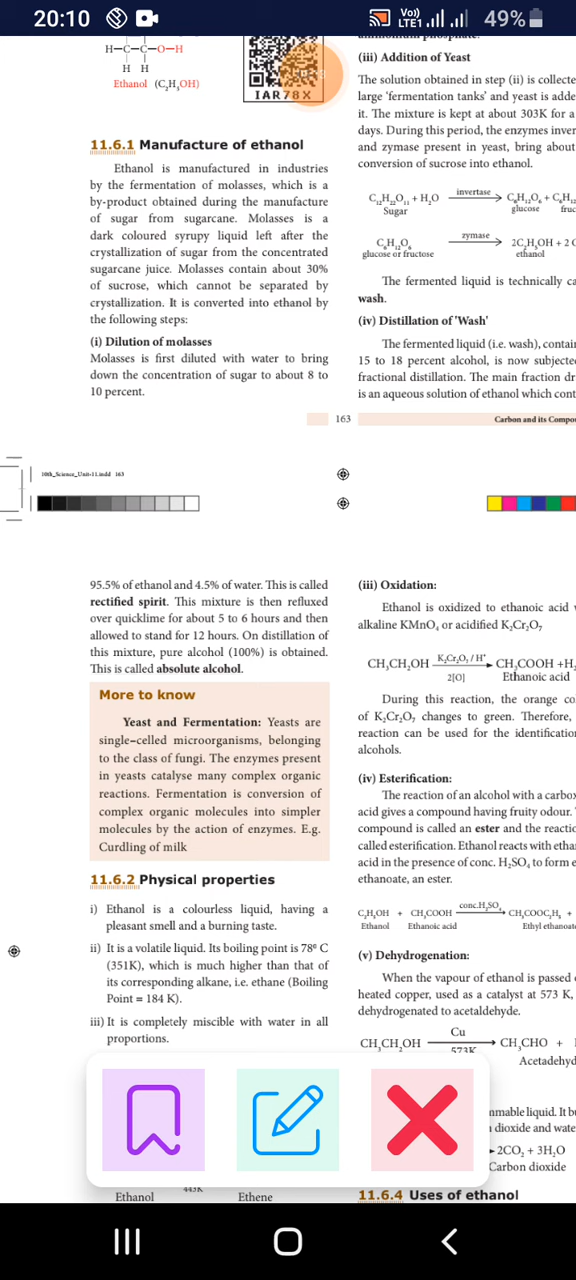 20:10
Vo))
LTE1
49%
H–C–C–O–H
H H
Ethanol (C₂H₅OH)
IAR78X
11.6.1 Manufacture of ethanol
Ethanol is manufactured in industries
by the fermentation of molasses, which is a
by-product obtained during the manufacture
of sugar from sugarcane. Molasses is a
dark coloured syrupy liquid left after the
crystallization of sugar from the concentrated
sugarcane juice. Molasses contain about 30%
of sucrose, which cannot be separated by
crystallization. It is converted into ethanol by
the following steps:
(i) Dilution of molasses
Molasses is first diluted with water to bring
down the concentration of sugar to about 8 to
10 percent.
(iii) Addition of Yeast
The solution obtained in step (ii) is collecte
large 'fermentation tanks' and yeast is adde
it. The mixture is kept at about 303K for a
days. During this period, the enzymes inver
and zymase present in yeast, bring about
conversion of sucrose into ethanol.
C₁₂H₂₂O₁₁ + H₂O invertase C₆H₁₂O₆ + C₆H₁₂
Sugar glucose fruc
C₆H₁₂O₆ zymase 2C₂H₅OH + 2 C
glucose or fructose ethanol
The fermented liquid is technically ca
wash.
(iv) Distillation of 'Wash'
The fermented liquid (i.e. wash), contain
15 to 18 percent alcohol, is now subjected
fractional distillation. The main fraction dr
is an aqueous solution of ethanol which cont
163
Carbon and its Compo
10th_Science_Unit-11.indd 163
95.5% of ethanol and 4.5% of water. This is called
rectified spirit. This mixture is then refluxed
over quicklime for about 5 to 6 hours and then
allowed to stand for 12 hours. On distillation of
this mixture, pure alcohol (100%) is obtained.
This is called absolute alcohol.
More to know
Yeast and Fermentation: Yeasts are
single–celled microorganisms, belonging
to the class of fungi. The enzymes present
in yeasts catalyse many complex organic
reactions. Fermentation is conversion of
complex organic molecules into simpler
molecules by the action of enzymes. E.g.
Curdling of milk
11.6.2 Physical properties
i) Ethanol is a colourless liquid, having a
pleasant smell and a burning taste.
ii) It is a volatile liquid. Its boiling point is 78° C
(351K), which is much higher than that of
its corresponding alkane, i.e. ethane (Boiling
Point = 184 K).
iii) It is completely miscible with water in all
proportions.
443K
Ethanol Ethene
(iii) Oxidation:
Ethanol is oxidized to ethanoic acid
alkaline KMnO₄ or acidified K₂Cr₂O₇
CH₃CH₂OH K₂Cr₂O₇ / H⁺ CH₃COOH +H₂
2[O] Ethanoic acid
During this reaction, the orange co
of K₂Cr₂O₇ changes to green. Therefore,
reaction can be used for the identification
alcohols.
(iv) Esterification:
The reaction of an alcohol with a carbox
acid gives a compound having fruity odour.
compound is called an ester and the reactio
called esterification. Ethanol reacts with etha
acid in the presence of conc. H₂SO₄ to form e
ethanoate, an ester.
C₂H₅OH + CH₃COOH conc.H₂SO₄ CH₃COOC₂H₅ +
Ethanol Ethanoic acid Ethyl ethanoate
(v) Dehydrogenation:
When the vapour of ethanol is passed
heated copper, used as a catalyst at 573 K,
dehydrogenated to acetaldehyde.
CH₃CH₂OH Cu CH₃CHO +
573K Acetadehyd
mmable liquid. It bu
n dioxide and wate
2CO₂ + 3H₂O
Carbon dioxide
11.6.4 Uses of ethanol